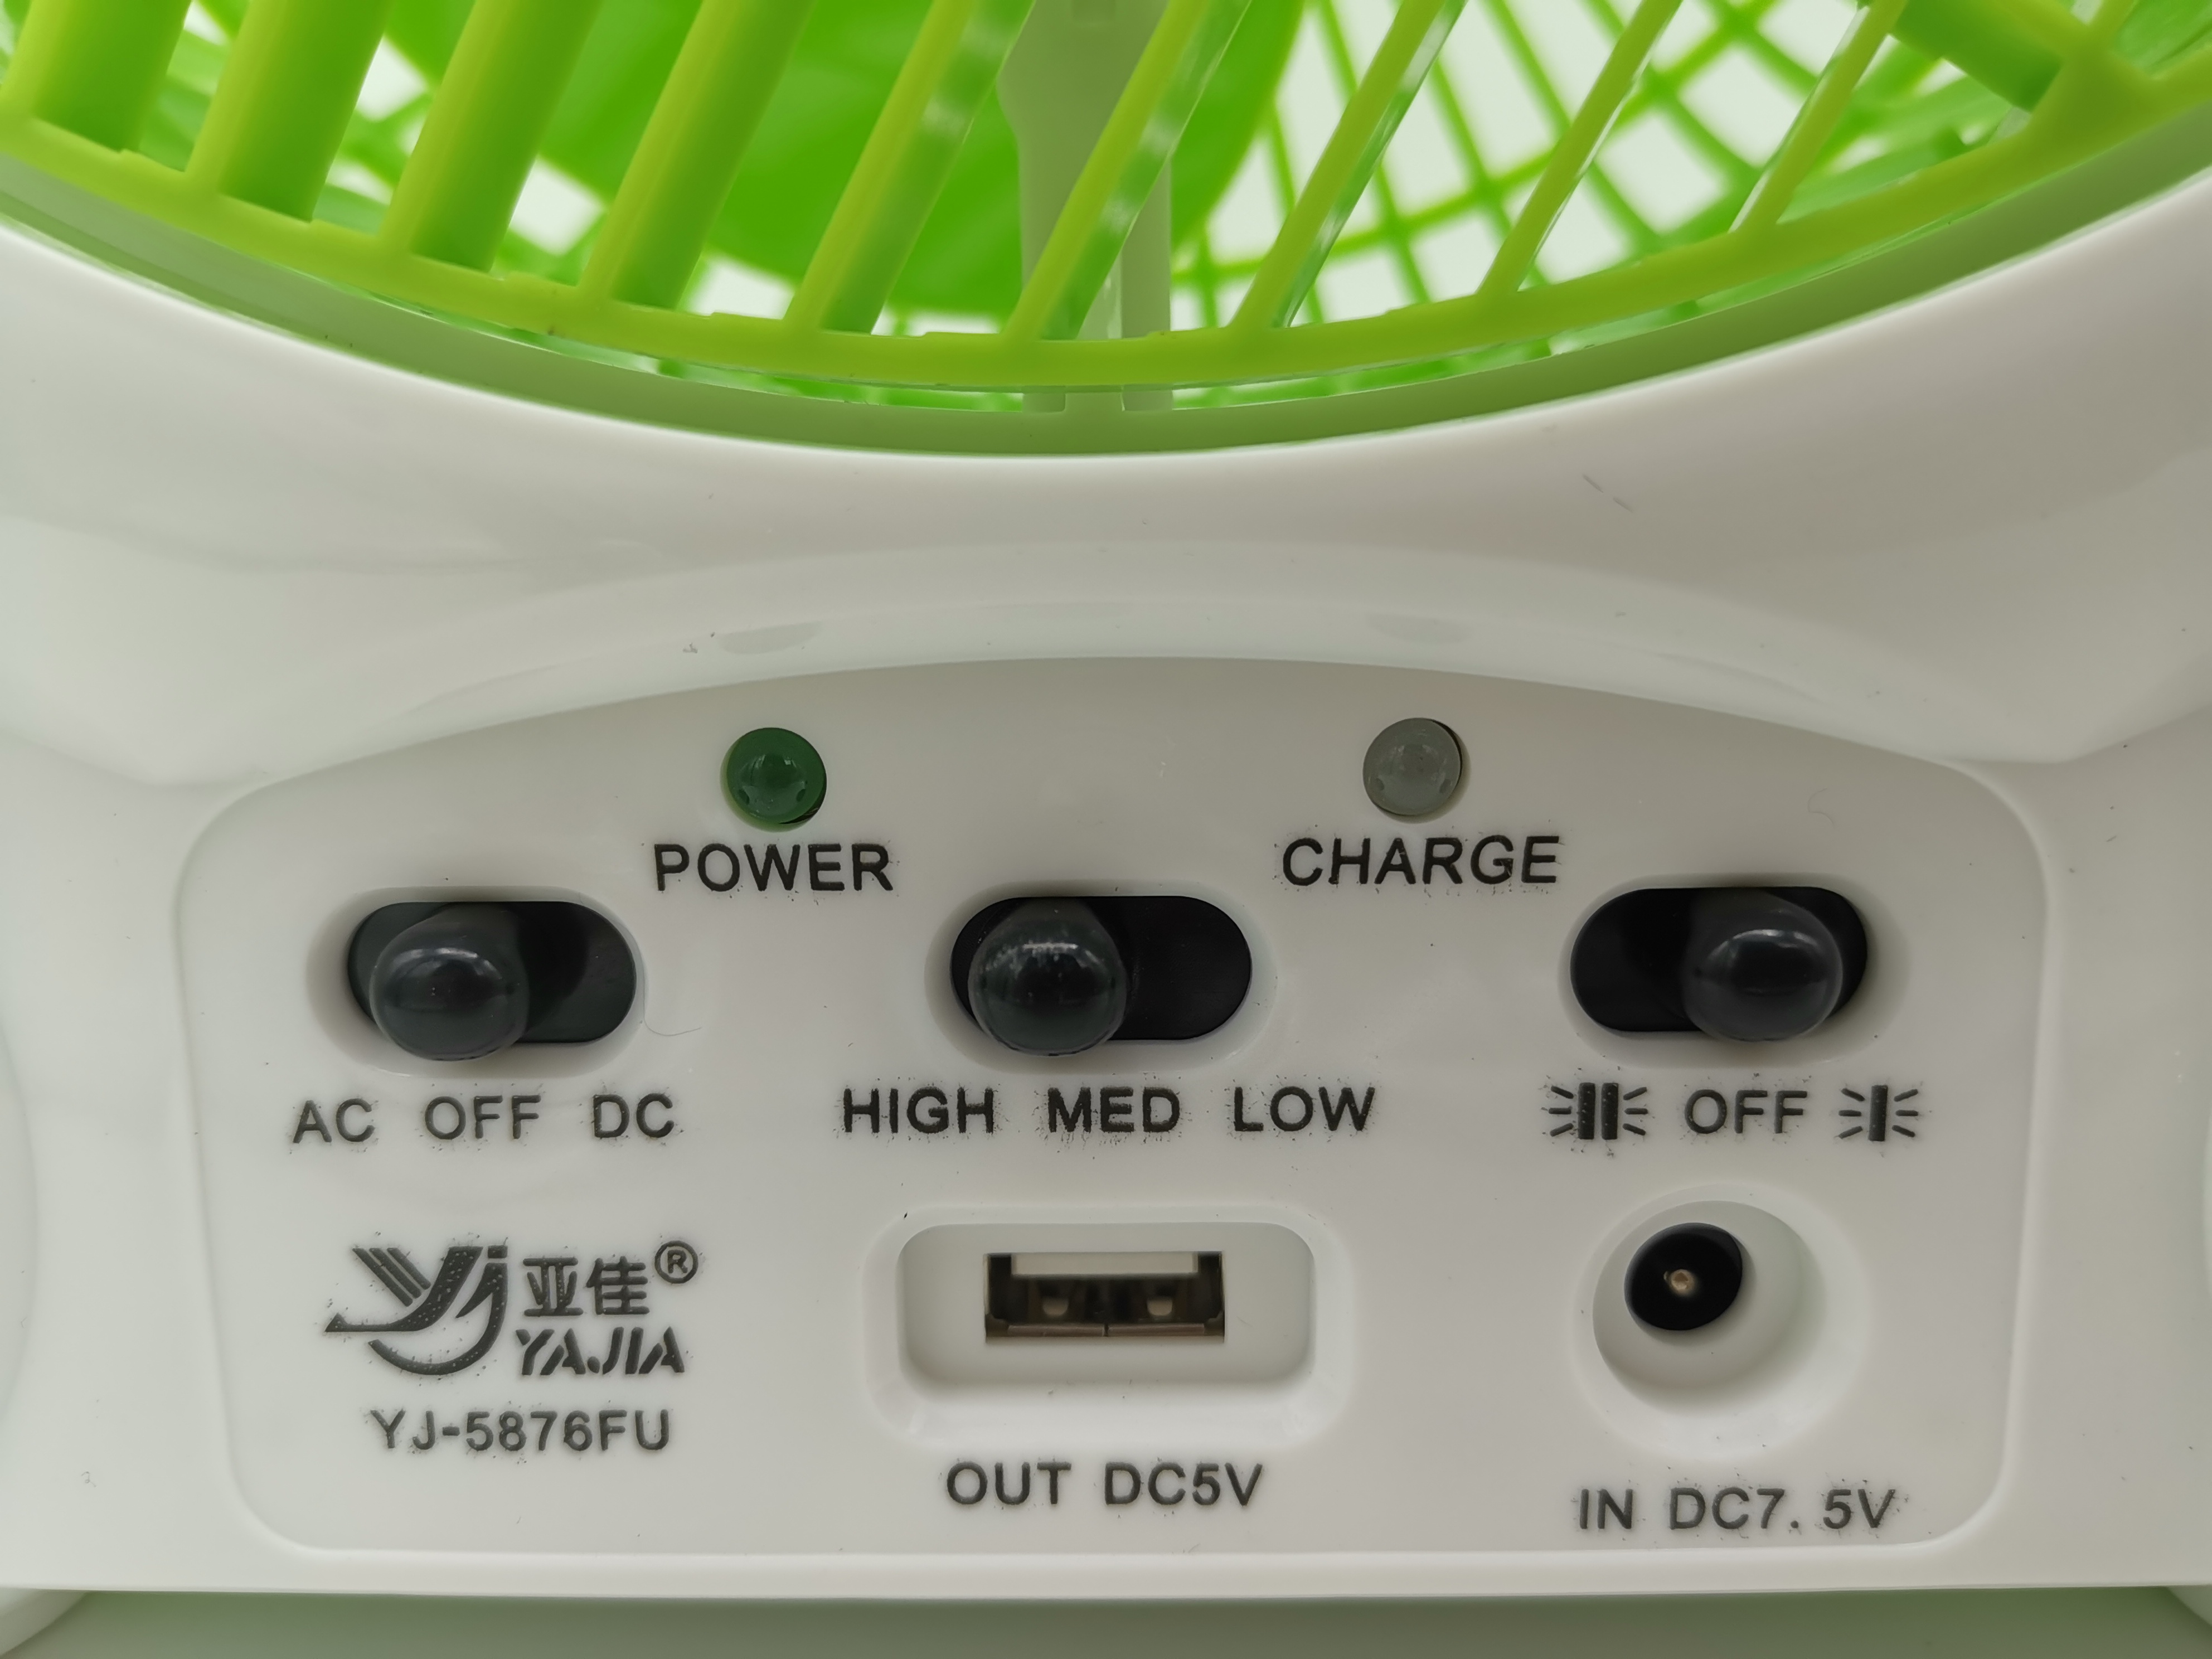 POWER CHARGE
AC OFF DC HIGH MED LOW OFF
亚佳®
YAJIA
YJ-5876FU
OUT DC5V
IN DC7.5V